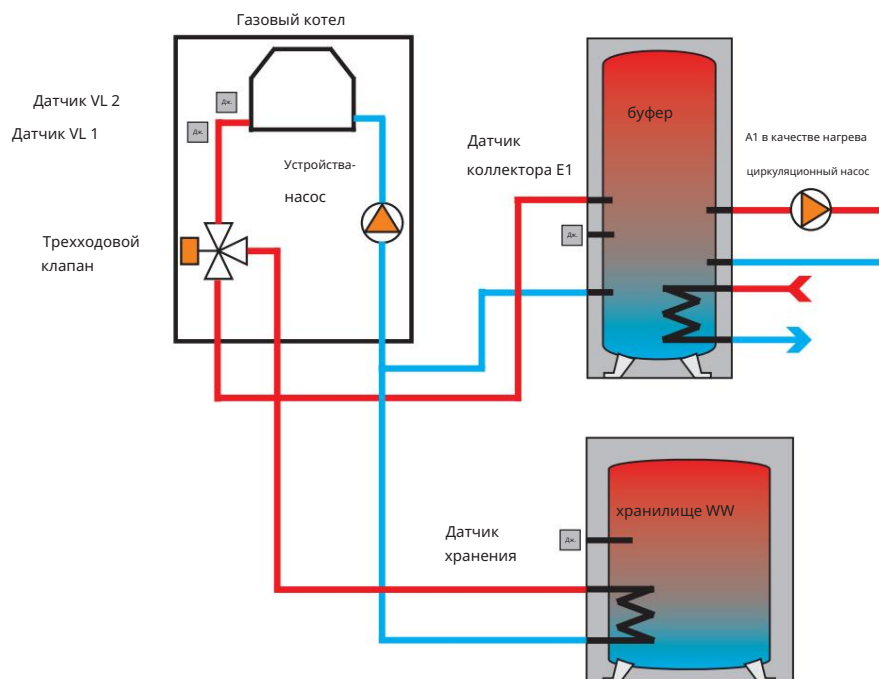 Газовый котел
Датчик VL 2
Дж.
Датчик VL 1
Дж.
Устройства-
насос
Трехходовой
клапан
Датчик
коллектора E1
Дж.
буфер
A1 в качестве нагрева
циркуляционный насос
хранилище WW
Датчик
хранения
Дж.